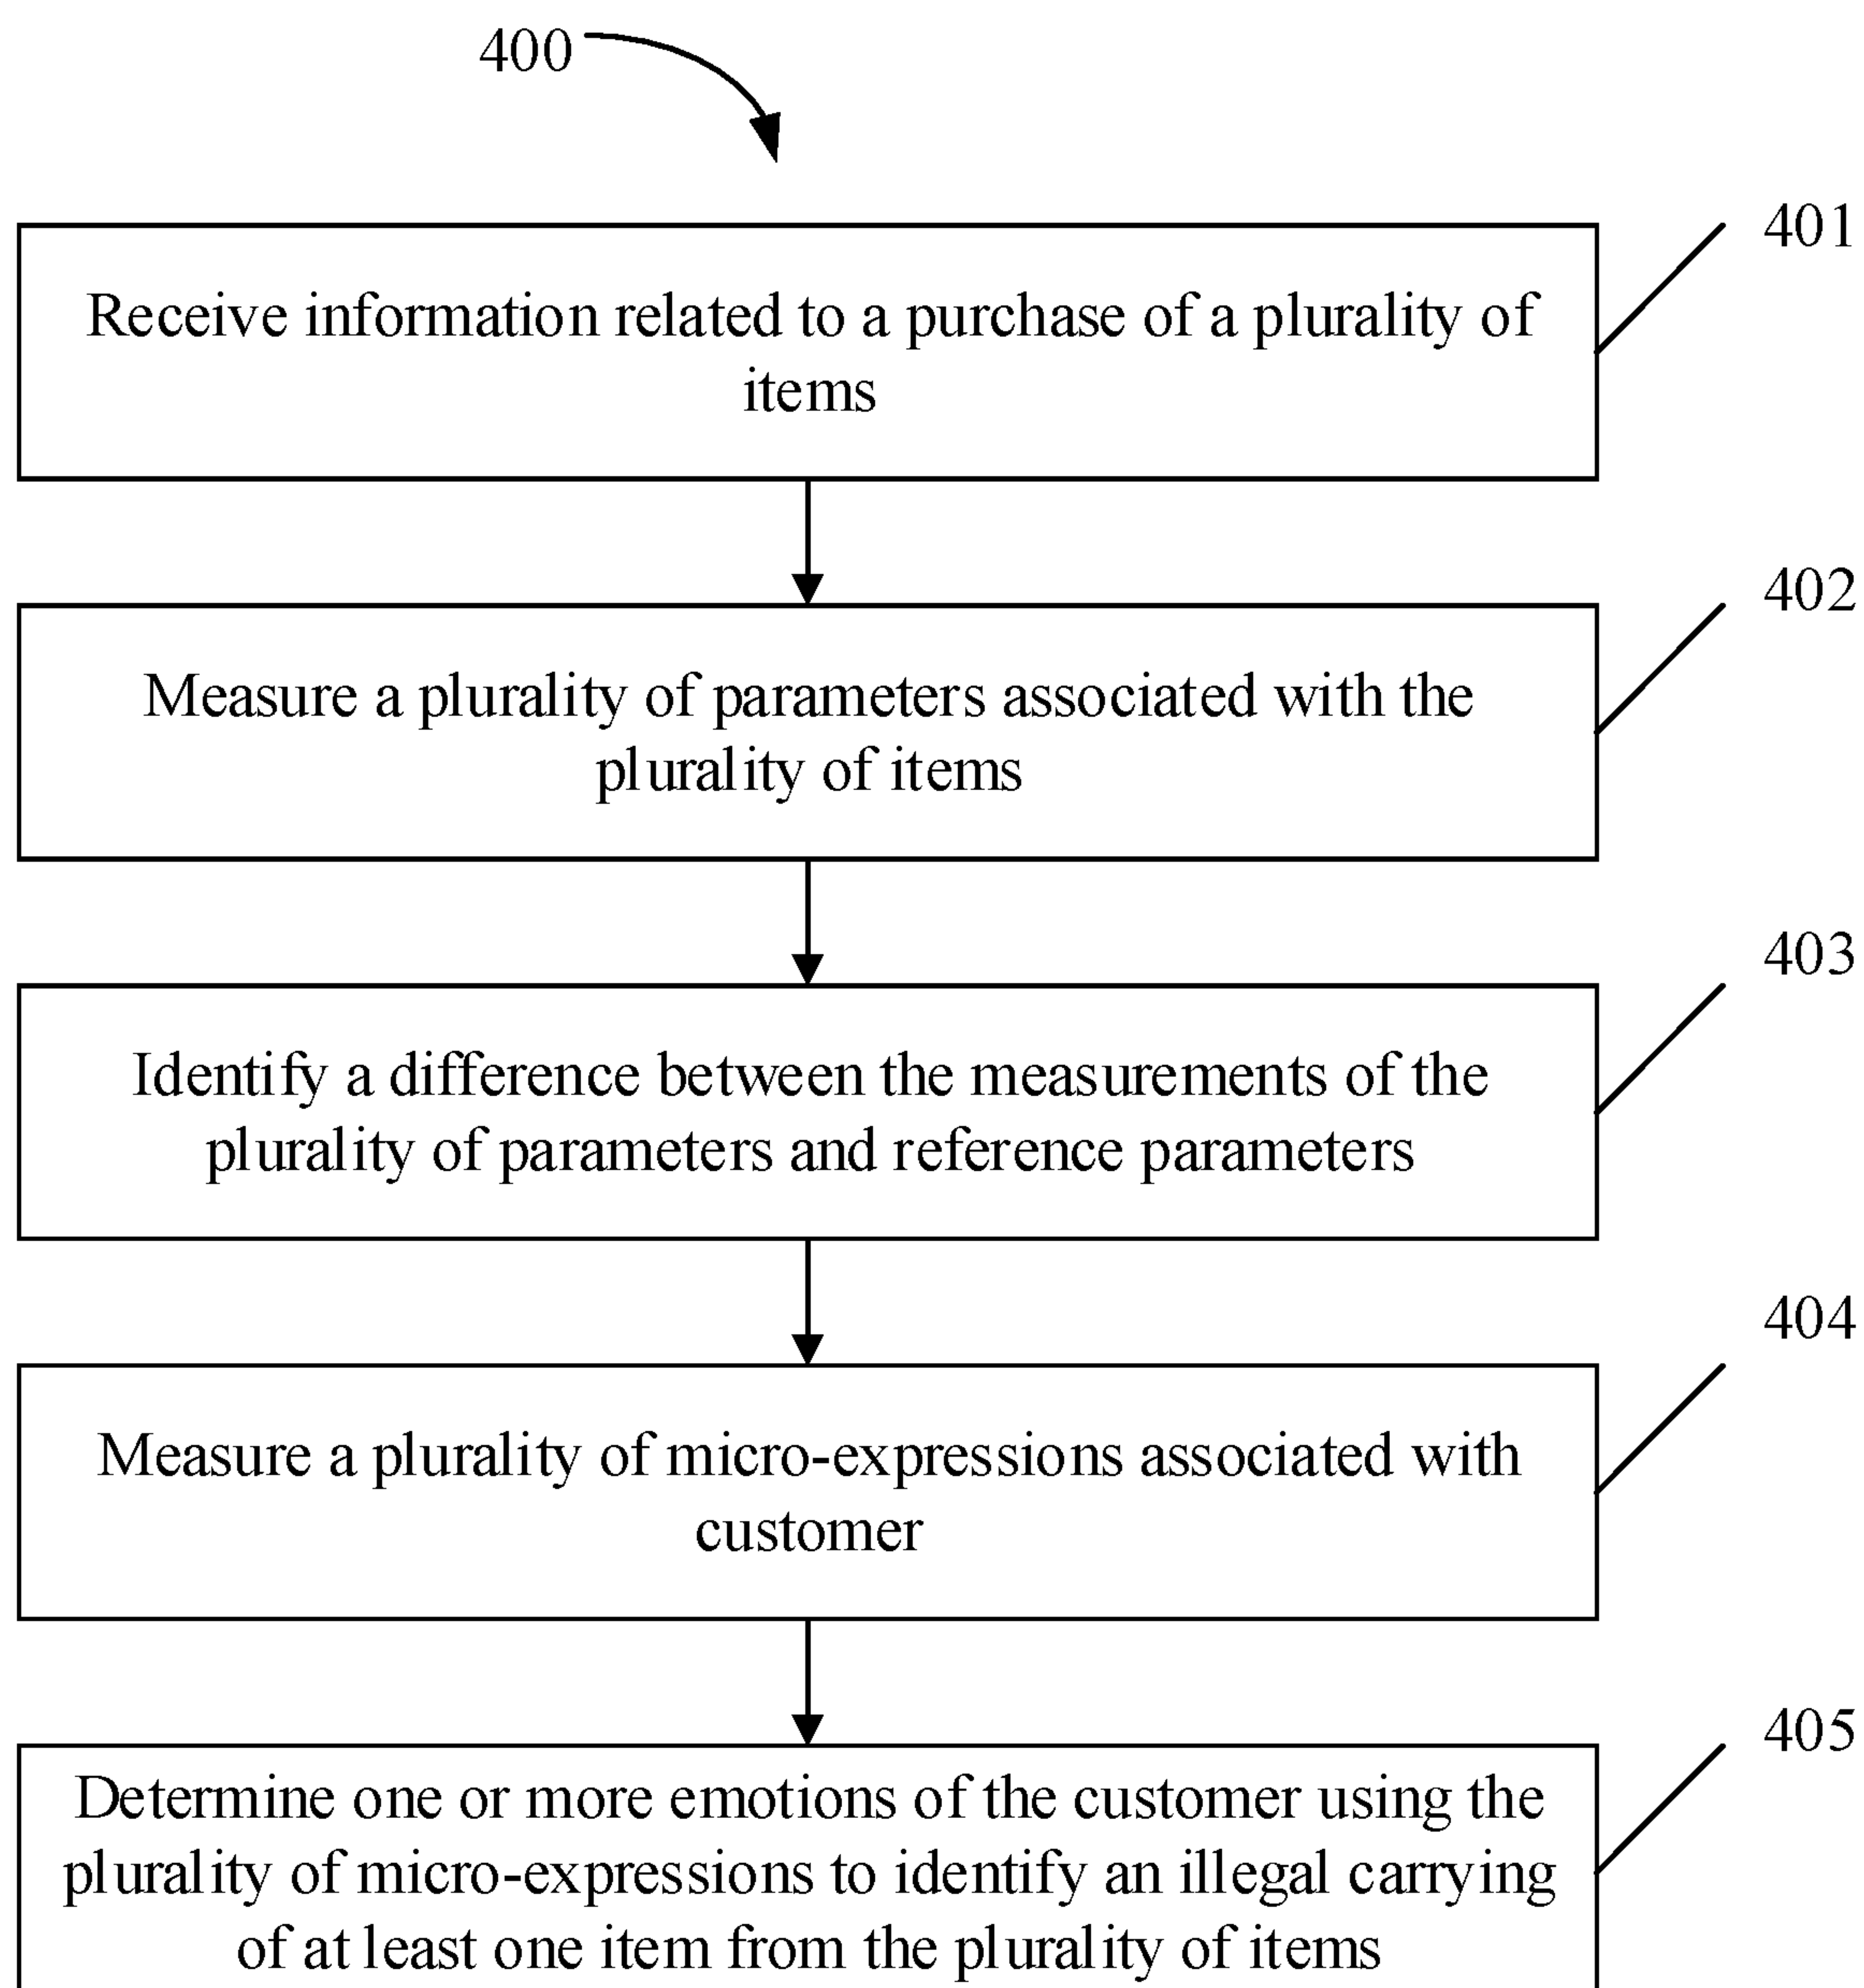 400
401
Receive information related to a purchase of a plurality of
items
402
Measure a plurality of parameters associated with the
plurality of items
403
Identify a difference between the measurements of the
plurality of parameters and reference parameters
404
Measure a plurality of micro-expressions associated with
customer
405
Determine one or more emotions of the customer using the
plurality of micro-expressions to identify an illegal carrying
of at least one item from the plurality of items